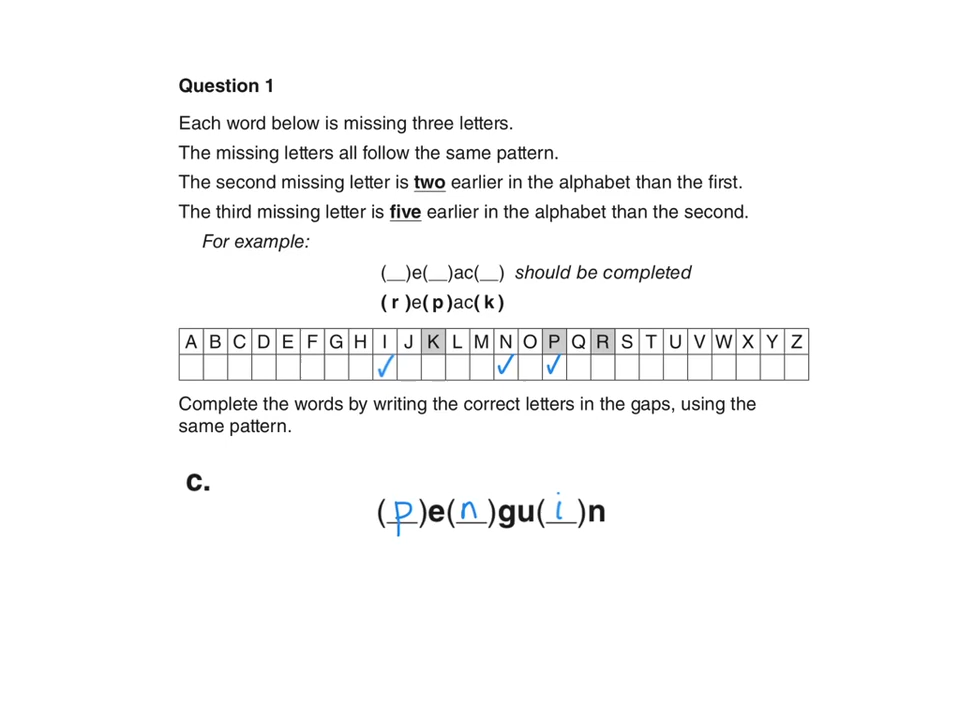 Question 1
Each word below is missing three letters.
The missing letters all follow the same pattern.
The second missing letter is two earlier in the alphabet than the first.
The third missing letter is five earlier in the alphabet than the second.
For example:
(__)e(__)ac(__) should be completed
( r )e( p )ac( k )
A B C D E F G H I J K L M N O P Q R S T U V W X Y Z
✓ ✓ ✓
Complete the words by writing the correct letters in the gaps, using the
same pattern.
c.
(p)e(n)gu(i)n